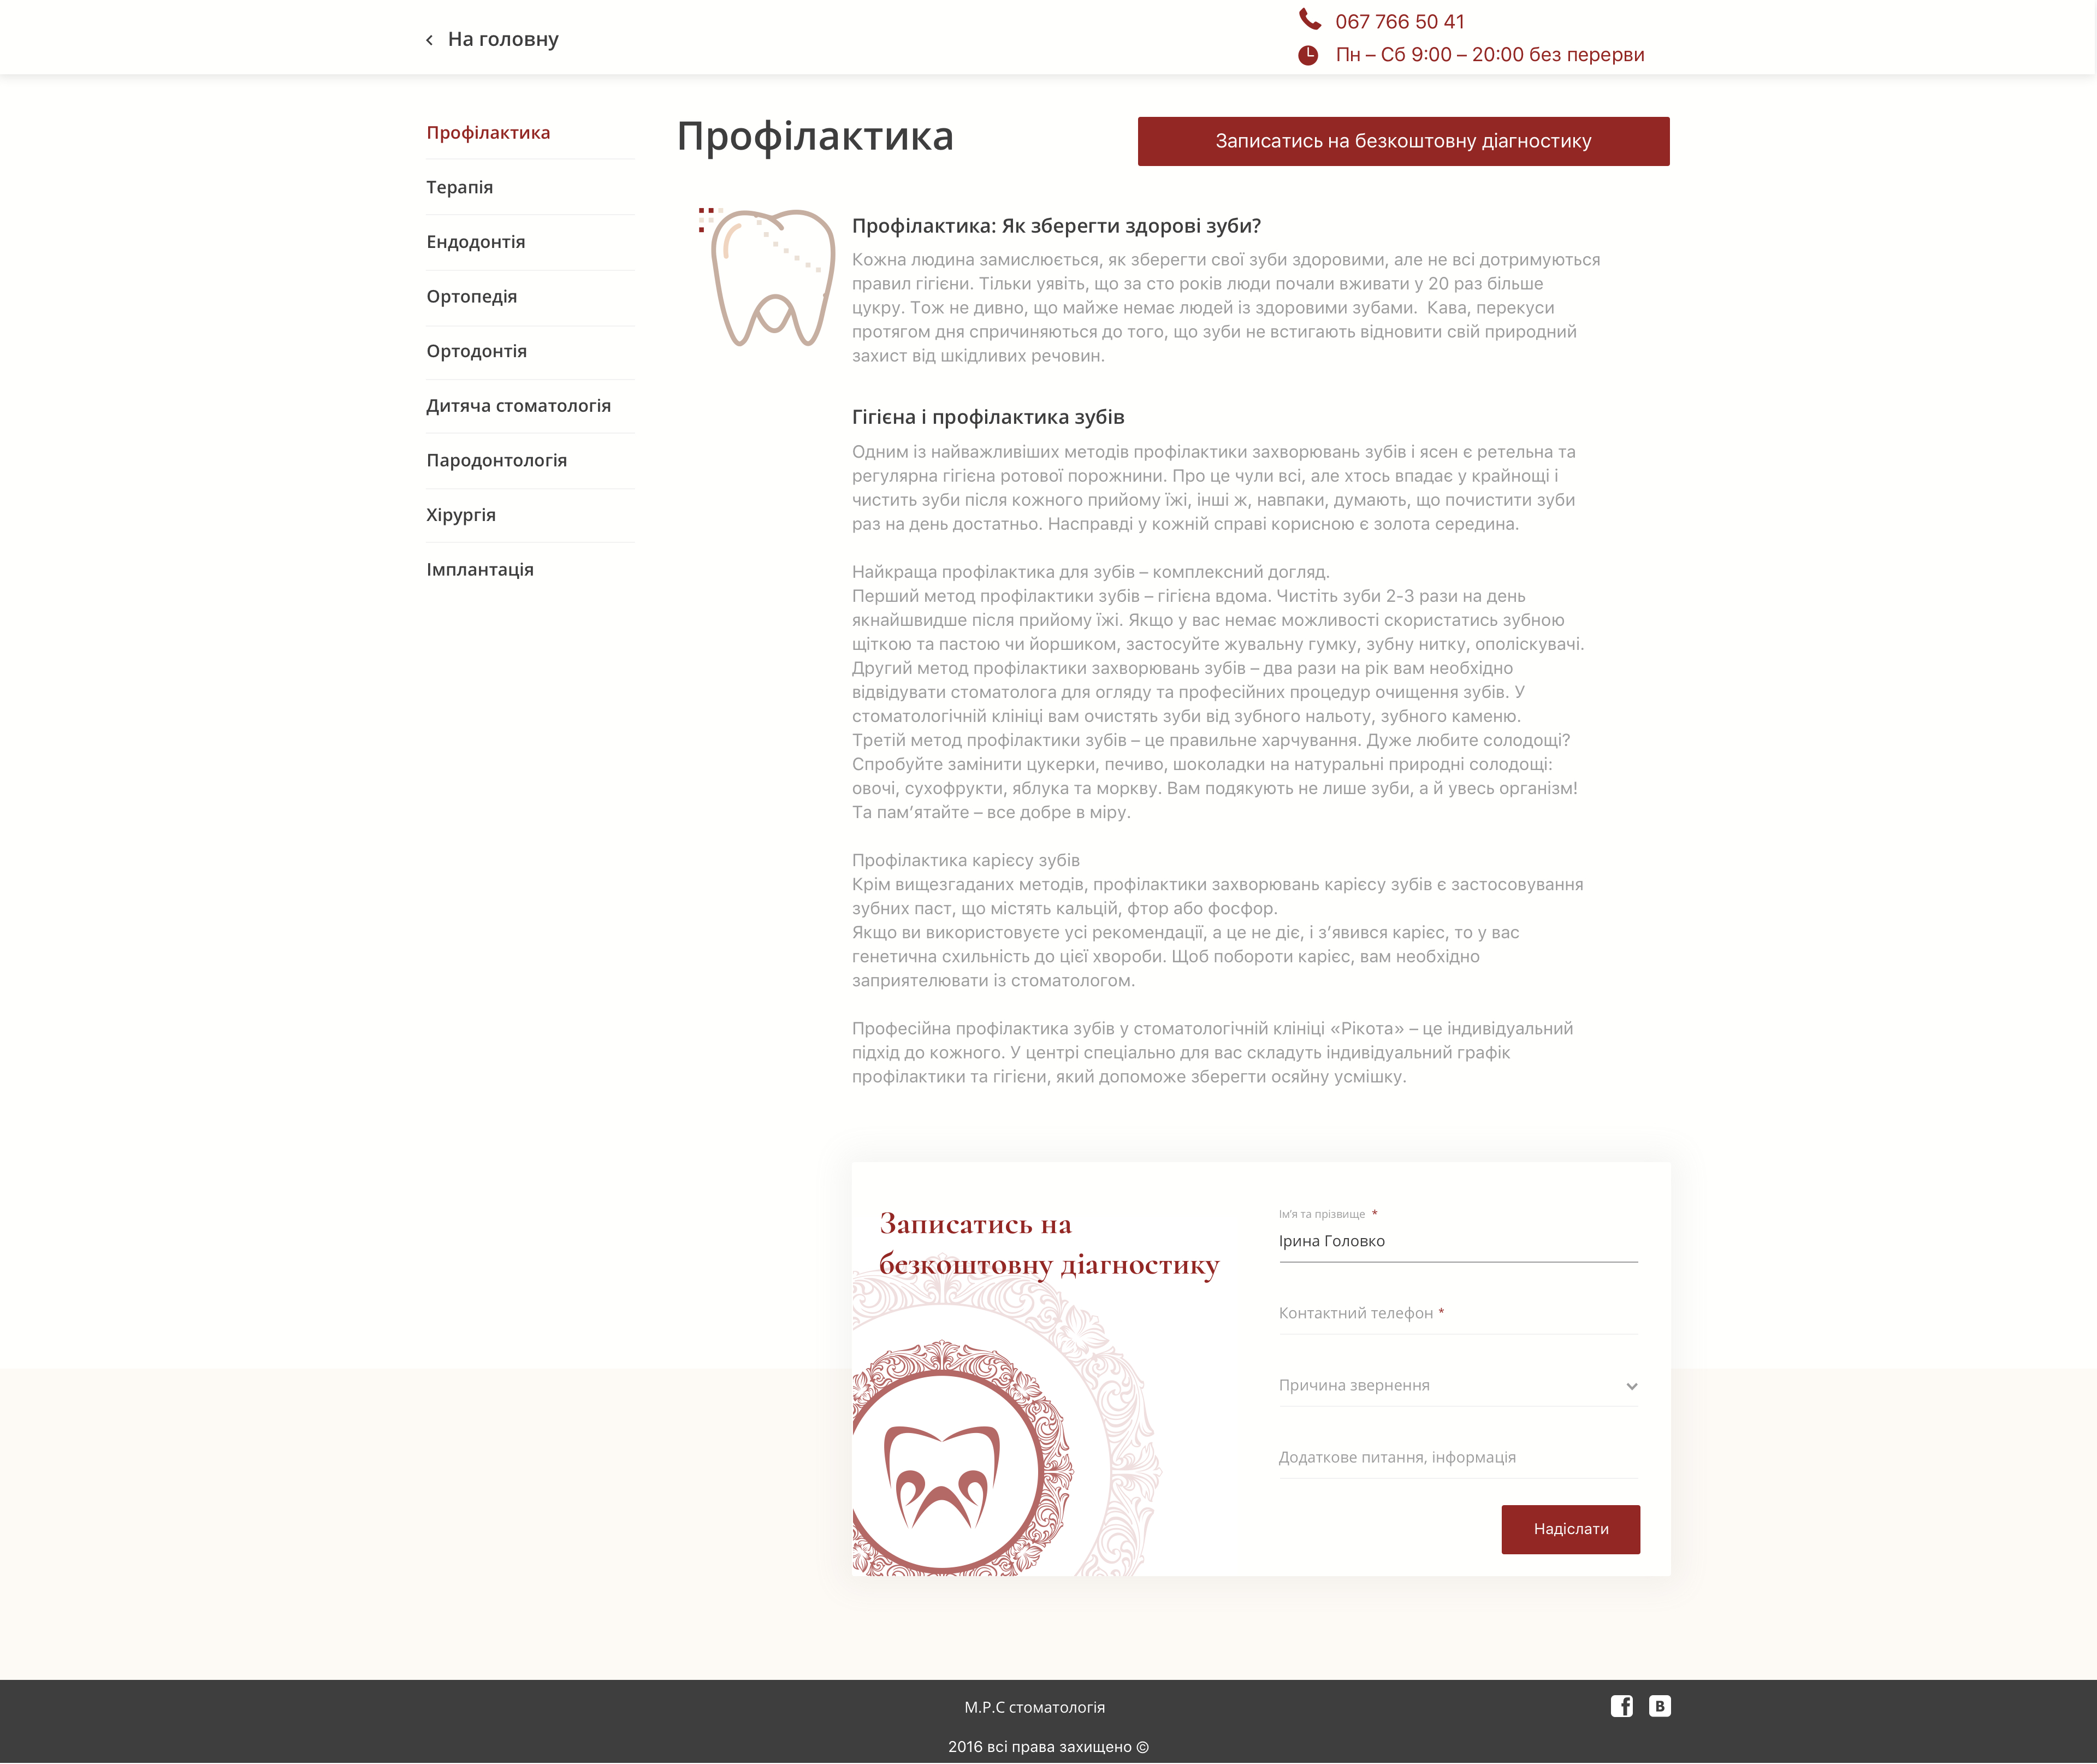 На головну
067 766 50 41
Пн – Сб 9:00 – 20:00 без перерви
Профілактика
Терапія
Ендодонтія
Ортопедія
Ортодонтія
Дитяча стоматологія
Пародонтологія
Хірургія
Імплантація
Профілактика
Записатись на безкоштовну діагностику
Профілактика: Як зберегти здорові зуби?
Кожна людина замислюється, як зберегти свої зуби здоровими, але не всі дотримуються
правил гігієни. Тільки уявіть, що за сто років люди почали вживати у 20 раз більше
цукру. Тож не дивно, що майже немає людей із здоровими зубами.  Кава, перекуси
протягом дня спричиняються до того, що зуби не встигають відновити свій природний
захист від шкідливих речовин.
Гігієна і профілактика зубів
Одним із найважливіших методів профілактики захворювань зубів і ясен є ретельна та
регулярна гігієна ротової порожнини. Про це чули всі, але хтось впадає у крайнощі і
чистить зуби після кожного прийому їжі, інші ж, навпаки, думають, що почистити зуби
раз на день достатньо. Насправді у кожній справі корисною є золота середина.
Найкраща профілактика для зубів – комплексний догляд.
Перший метод профілактики зубів – гігієна вдома. Чистіть зуби 2-3 рази на день
якнайшвидше після прийому їжі. Якщо у вас немає можливості скористатись зубною
щіткою та пастою чи йоршиком, застосуйте жувальну гумку, зубну нитку, ополіскувачі.
Другий метод профілактики захворювань зубів – два рази на рік вам необхідно
відвідувати стоматолога для огляду та професійних процедур очищення зубів. У
стоматологічній клініці вам очистять зуби від зубного нальоту, зубного каменю.
Третій метод профілактики зубів – це правильне харчування. Дуже любите солодощі?
Спробуйте замінити цукерки, печиво, шоколадки на натуральні природні солодощі:
овочі, сухофрукти, яблука та моркву. Вам подякують не лише зуби, а й увесь організм!
Та пам’ятайте – все добре в міру.
Профілактика карієсу зубів
Крім вищезгаданих методів, профілактики захворювань карієсу зубів є застосовування
зубних паст, що містять кальцій, фтор або фосфор.
Якщо ви використовуєте усі рекомендації, а це не діє, і з’явився карієс, то у вас
генетична схильність до цієї хвороби. Щоб побороти карієс, вам необхідно
заприятелювати із стоматологом.
Професійна профілактика зубів у стоматологічній клініці «Рікота» – це індивідуальний
підхід до кожного. У центрі спеціально для вас складуть індивідуальний графік
профілактики та гігієни, який допоможе зберегти осяйну усмішку.
Записатись на
безкоштовну діагностику
Ім’я та прізвище *
Ірина Головко
Контактний телефон *
Причина звернення
Додаткове питання, інформація
Надіслати
М.Р.С стоматологія
2016 всі права захищено ©